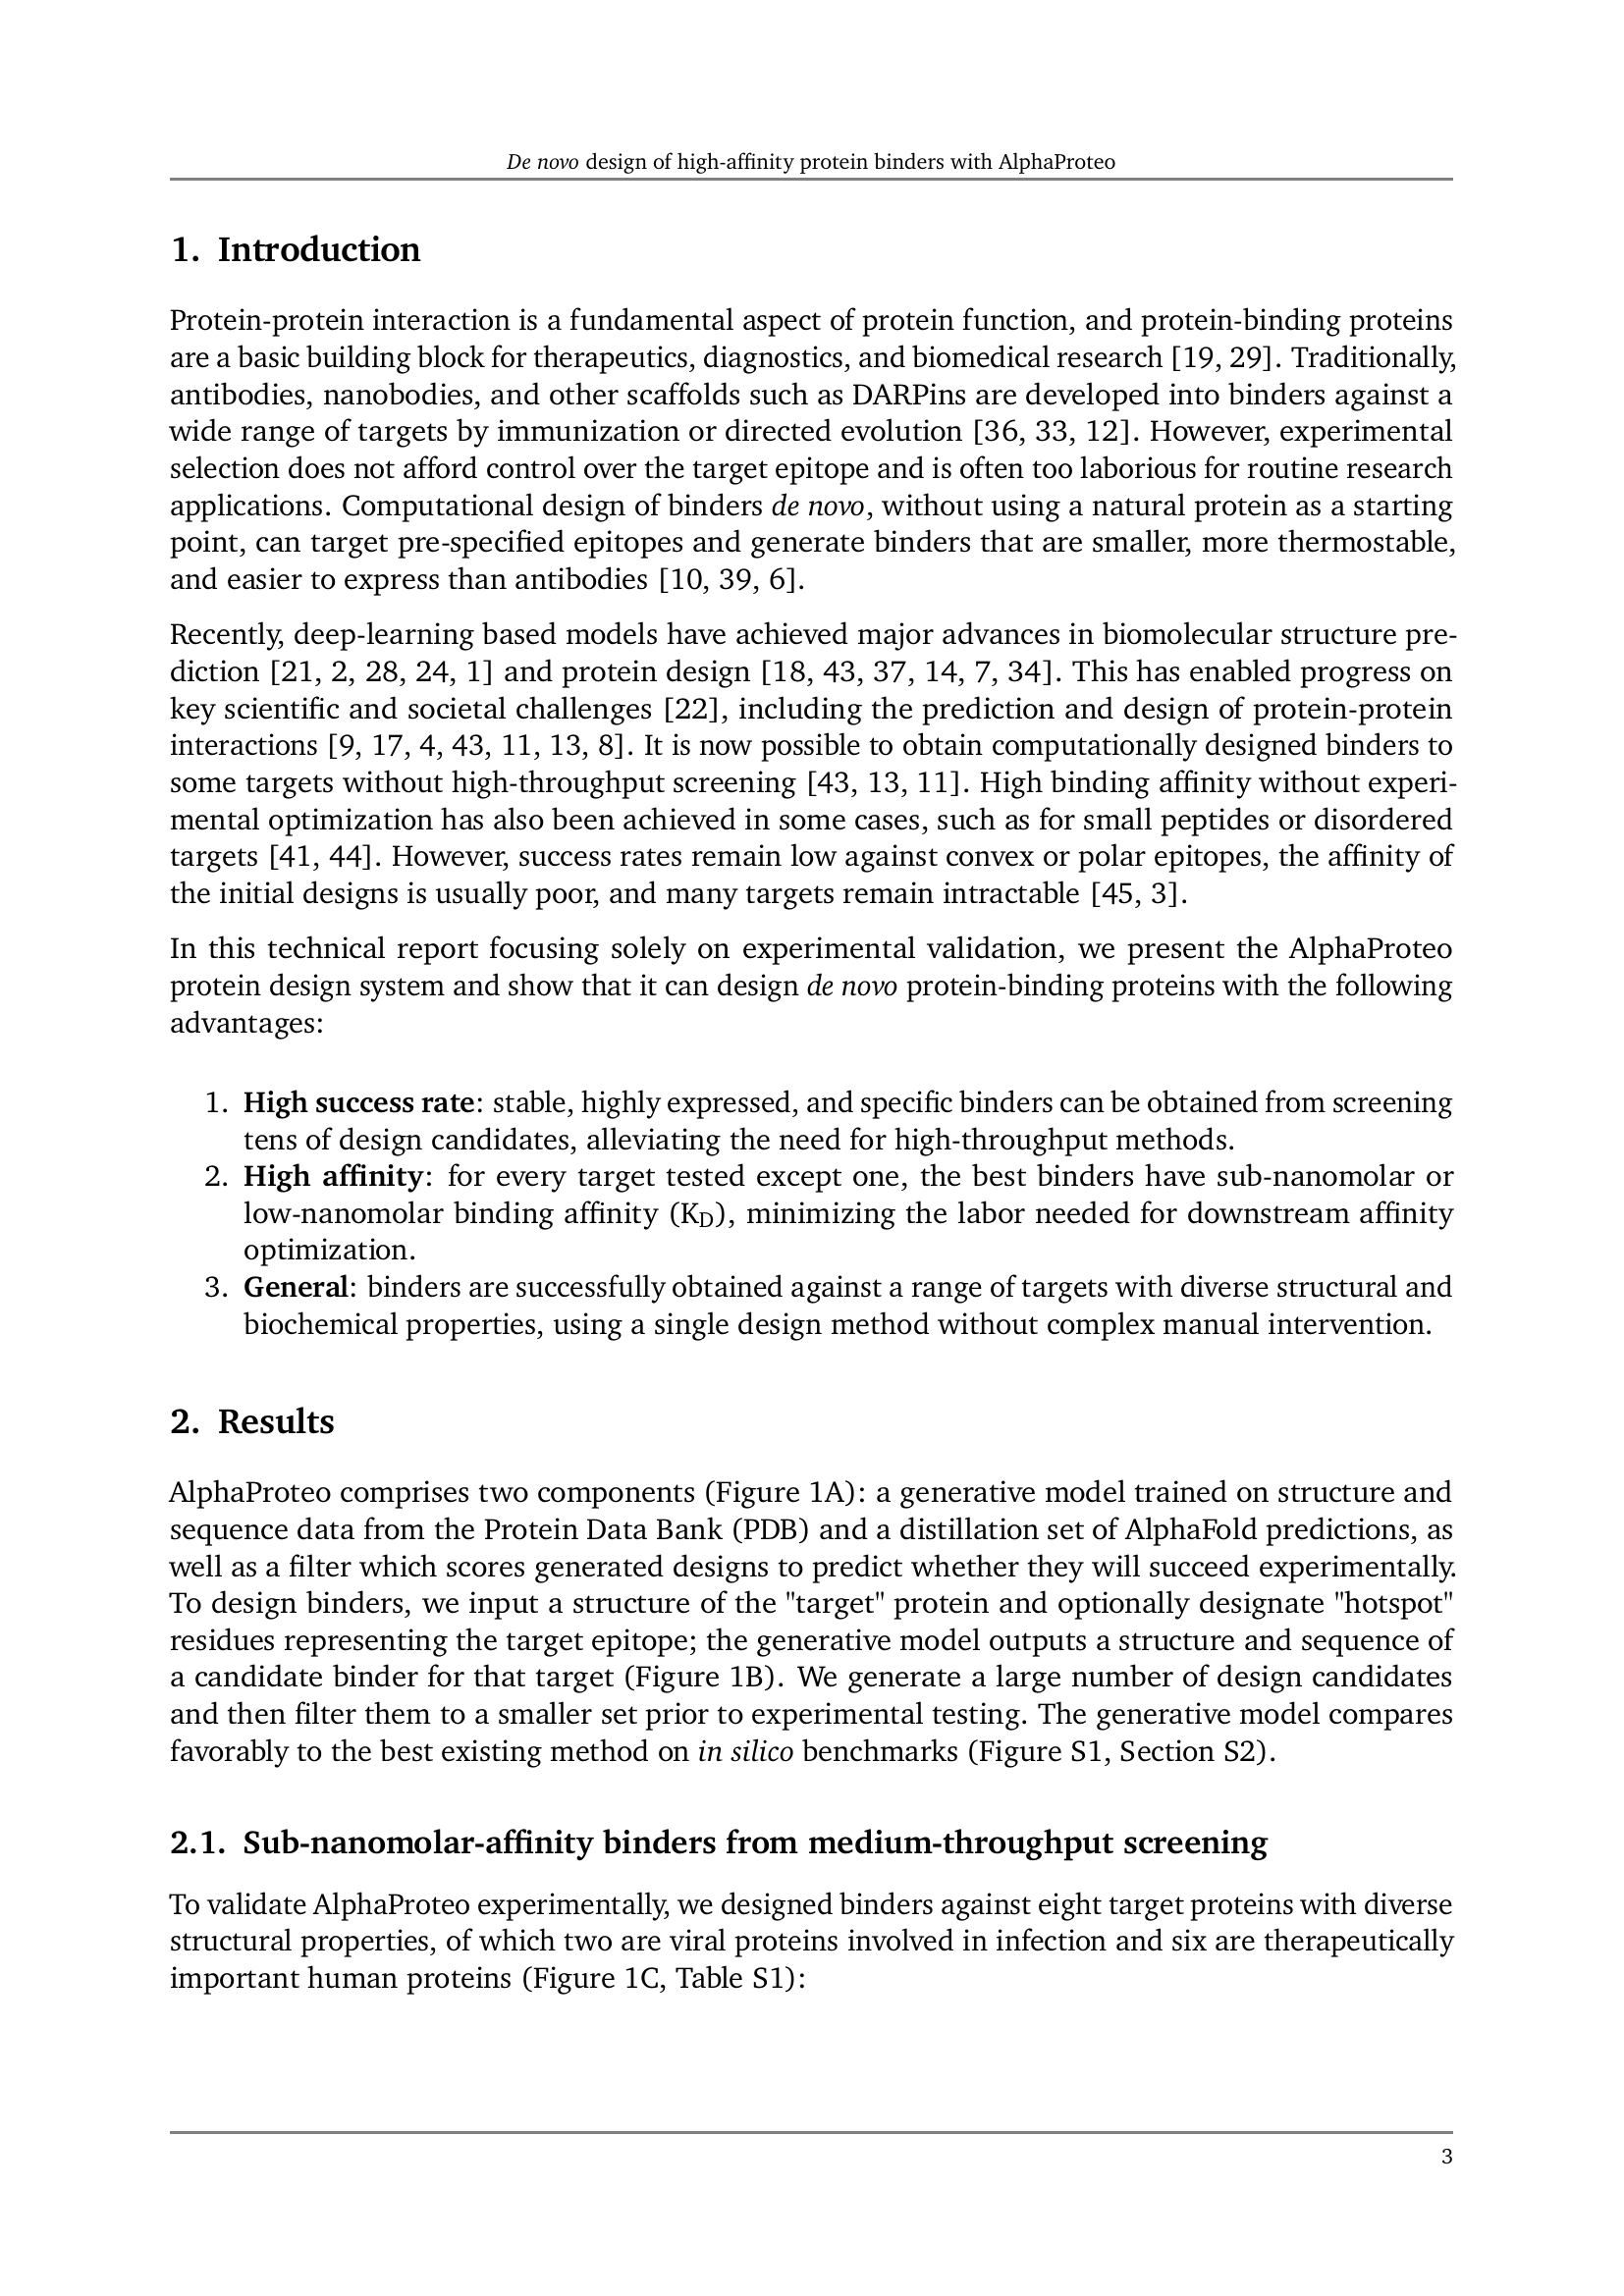 De novo design of high-affinity protein binders with AlphaProteo
1. Introduction
Protein-protein interaction is a fundamental aspect of protein function, and protein-binding proteins
are a basic building block for therapeutics, diagnostics, and biomedical research [19, 29]. Traditionally,
antibodies, nanobodies, and other scaffolds such as DARPins are developed into binders against a
wide range of targets by immunization or directed evolution [36, 33, 12]. However, experimental
selection does not afford control over the target epitope and is often too laborious for routine research
applications. Computational design of binders de novo, without using a natural protein as a starting
point, can target pre-specified epitopes and generate binders that are smaller, more thermostable,
and easier to express than antibodies [10, 39, 6].
Recently, deep-learning based models have achieved major advances in biomolecular structure pre-
diction [21, 2, 28, 24, 1] and protein design [18, 43, 37, 14, 7, 34]. This has enabled progress on
key scientific and societal challenges [22], including the prediction and design of protein-protein
interactions [9, 17, 4, 43, 11, 13, 8]. It is now possible to obtain computationally designed binders to
some targets without high-throughput screening [43, 13, 11]. High binding affinity without experi-
mental optimization has also been achieved in some cases, such as for small peptides or disordered
targets [41, 44]. However, success rates remain low against convex or polar epitopes, the affinity of
the initial designs is usually poor, and many targets remain intractable [45, 3].
In this technical report focusing solely on experimental validation, we present the AlphaProteo
protein design system and show that it can design de novo protein-binding proteins with the following
advantages:
1. High success rate: stable, highly expressed, and specific binders can be obtained from screening
tens of design candidates, alleviating the need for high-throughput methods.
2. High affinity: for every target tested except one, the best binders have sub-nanomolar or
low-nanomolar binding affinity (KD), minimizing the labor needed for downstream affinity
optimization.
3. General: binders are successfully obtained against a range of targets with diverse structural and
biochemical properties, using a single design method without complex manual intervention.
2. Results
AlphaProteo comprises two components (Figure 1A): a generative model trained on structure and
sequence data from the Protein Data Bank (PDB) and a distillation set of AlphaFold predictions, as
well as a filter which scores generated designs to predict whether they will succeed experimentally.
To design binders, we input a structure of the "target" protein and optionally designate "hotspot"
residues representing the target epitope; the generative model outputs a structure and sequence of
a candidate binder for that target (Figure 1B). We generate a large number of design candidates
and then filter them to a smaller set prior to experimental testing. The generative model compares
favorably to the best existing method on in silico benchmarks (Figure S1, Section S2).
2.1. Sub-nanomolar-affinity binders from medium-throughput screening
To validate AlphaProteo experimentally, we designed binders against eight target proteins with diverse
structural properties, of which two are viral proteins involved in infection and six are therapeutically
important human proteins (Figure 1C, Table S1):
3